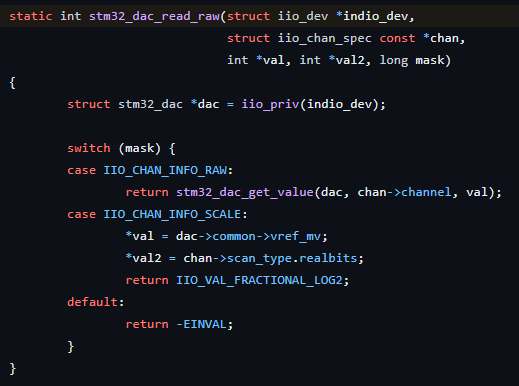 static int stm32_dac_read_raw(struct iio_dev *indio_dev,
                              struct iio_chan_spec const *chan,
                              int *val, int *val2, long mask)
{
        struct stm32_dac *dac = iio_priv(indio_dev);

        switch (mask) {
        case IIO_CHAN_INFO_RAW:
                return stm32_dac_get_value(dac, chan->channel, val);
        case IIO_CHAN_INFO_SCALE:
                *val = dac->common->vref_mv;
                *val2 = chan->scan_type.realbits;
                return IIO_VAL_FRACTIONAL_LOG2;
        default:
                return -EINVAL;
        }
}